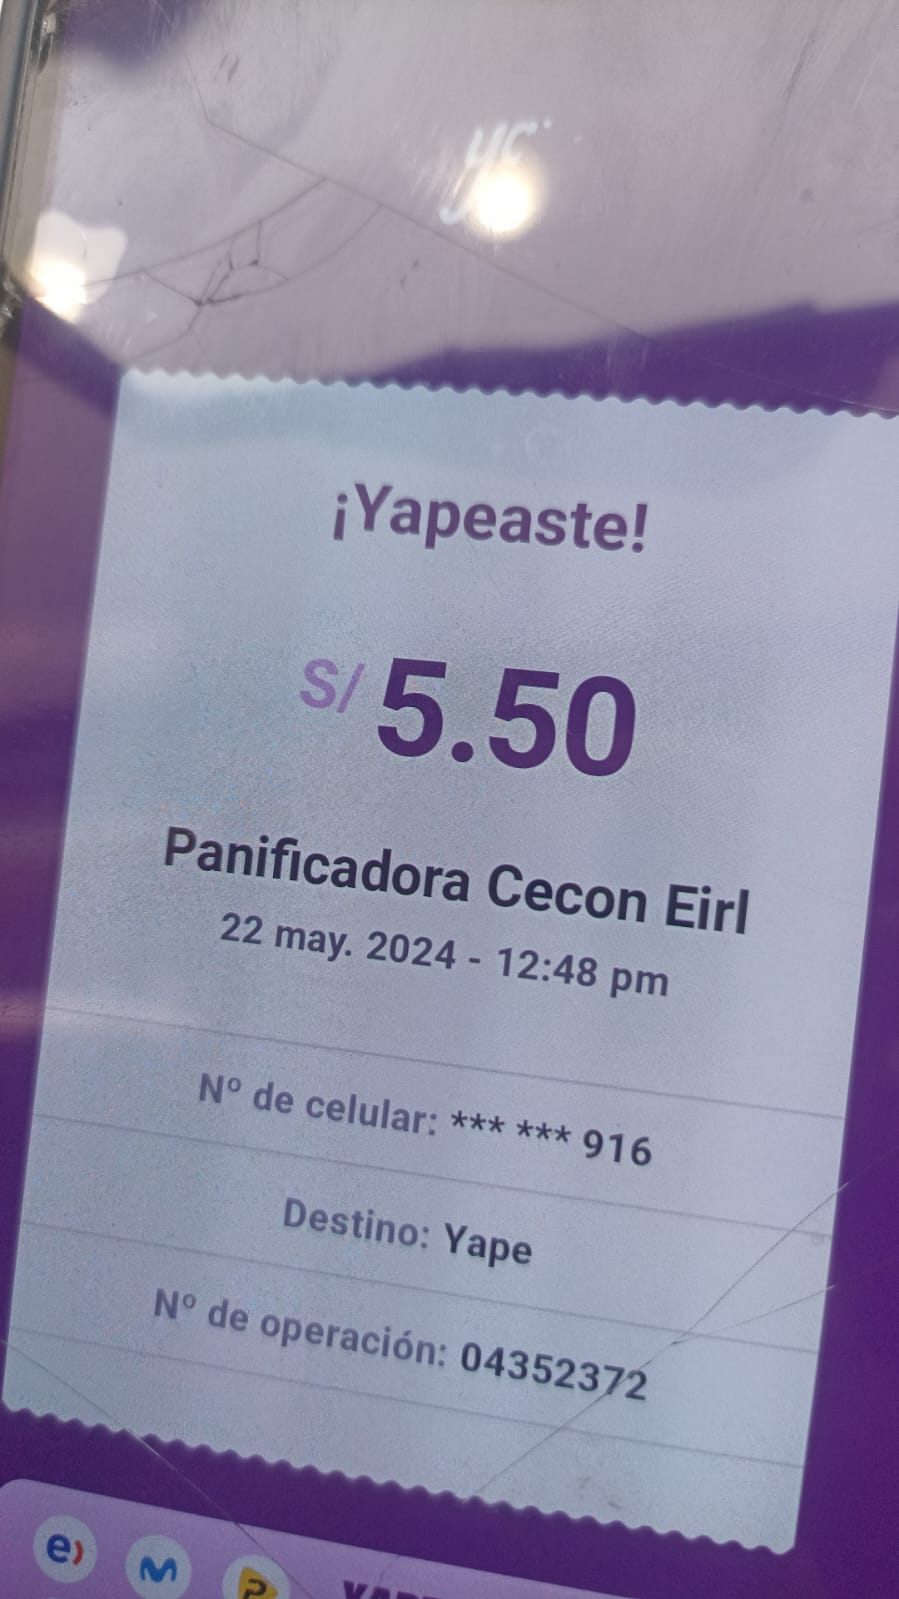 ¡Yapeaste!
S/ 5.50
Panificadora Cecon Eirl
22 may. 2024 - 12:48 pm
Nº de celular: *** *** 916
Destino: Yape
Nº de operación: 04352372